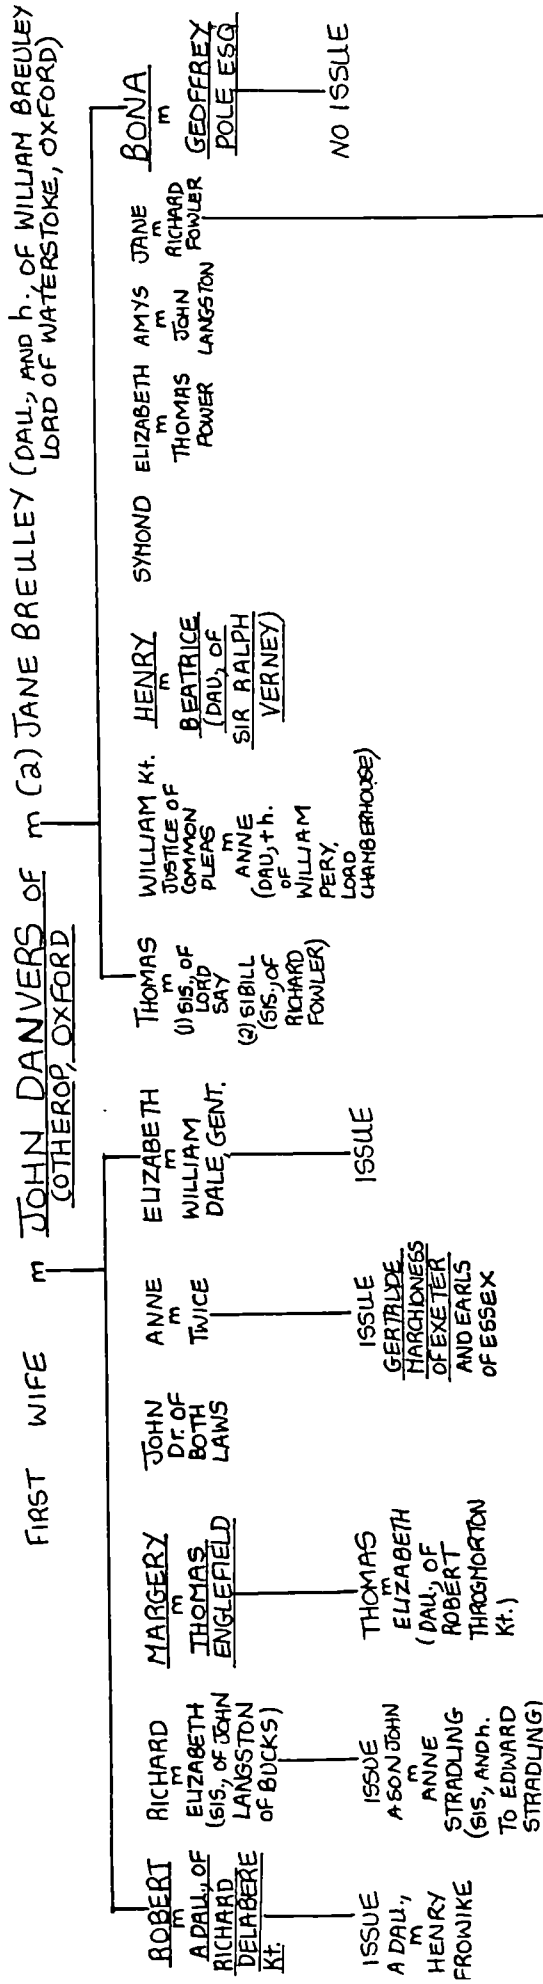 FIRST WIFE m JOHN DANVERS OF m (2) JANE BREULEY (DAU, AND h. OF WILLIAM BREULEY
COTHEROP, OXFORD
LORD OF WATERSTOKE, OXFORD)
ROBERT
m
A DAU, OF
RICHARD
DELABERE
Kt.
ISSUE
A DAU,
m
HENRY
FROWIKE
RICHARD
m
ELIZABETH
(SIS, OF JOHN
LANGSTON
OF BUCKS)
ISSUE
A SON JOHN
m
ANNE
STRADLING
(SIS, AND h.
TO EDWARD
STRADLING)
MARGERY
m
THOMAS
ENGLEFIELD
THOMAS
m
ELIZABETH
(DAU, OF
ROBERT
THROGMORTON
Kt.)
JOHN
Dr. OF
BOTH
LAWS
ANNE
m
TWICE
ISSUE
GERTRUDE
MARCHIONESS
OF EXETER
AND EARLS
OF ESSEX
ELIZABETH
m
WILLIAM
DALE, GENT.
ISSUE
THOMAS
m
(1) SIS, OF
LORD
SAY
(2) SIBILL
(SIS, OF
RICHARD
FOWLER)
WILLIAM Kt.
JUSTICE OF
COMMON
PLEAS
m
ANNE
(DAU, + h.
OF
WILLIAM
PERY,
LORD
CHAMBERHOUSE)
HENRY
m
BEATRICE
(DAU, OF
SIR RALPH
VERNEY)
SYMOND
ELIZABETH
m
THOMAS
POWER
AMYS
m
JOHN
LANGSTON
JANE
m
RICHARD
FOWLER
BONA
m
GEOFFREY
POLE ESQ
NO ISSUE